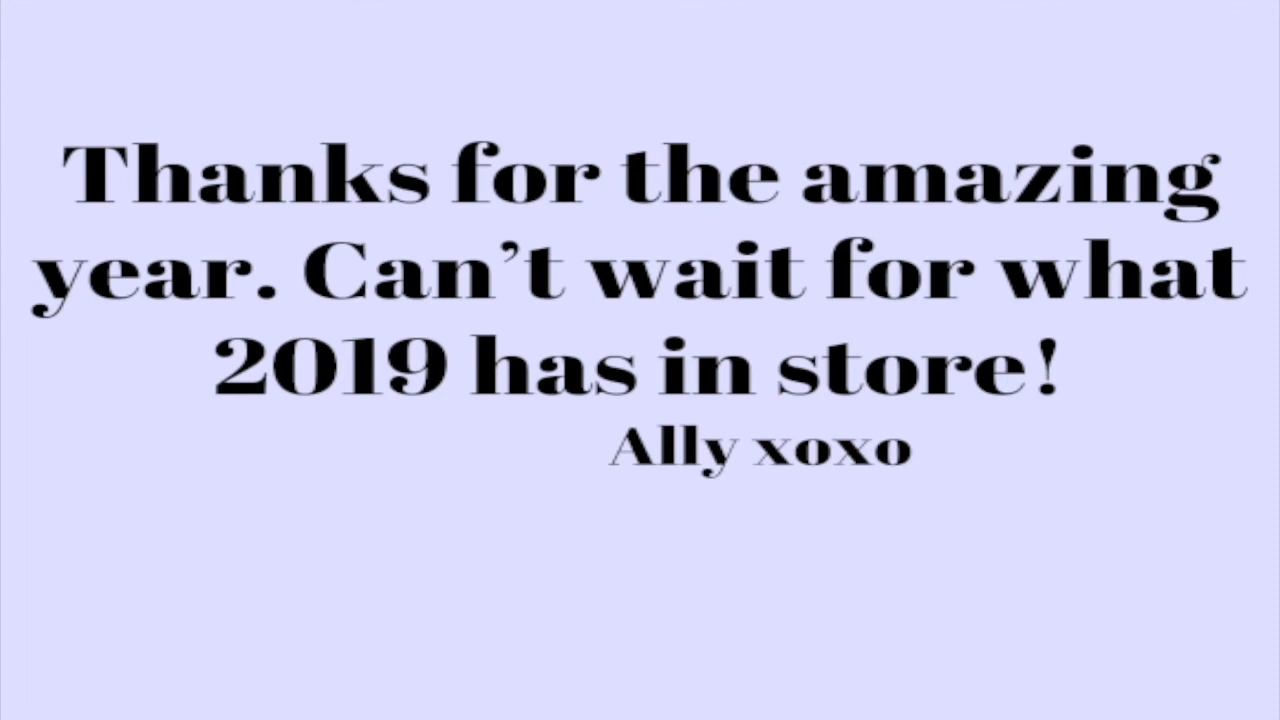 Thanks for the amazing
year. Can’t wait for what
2019 has in store!
Ally xoxo